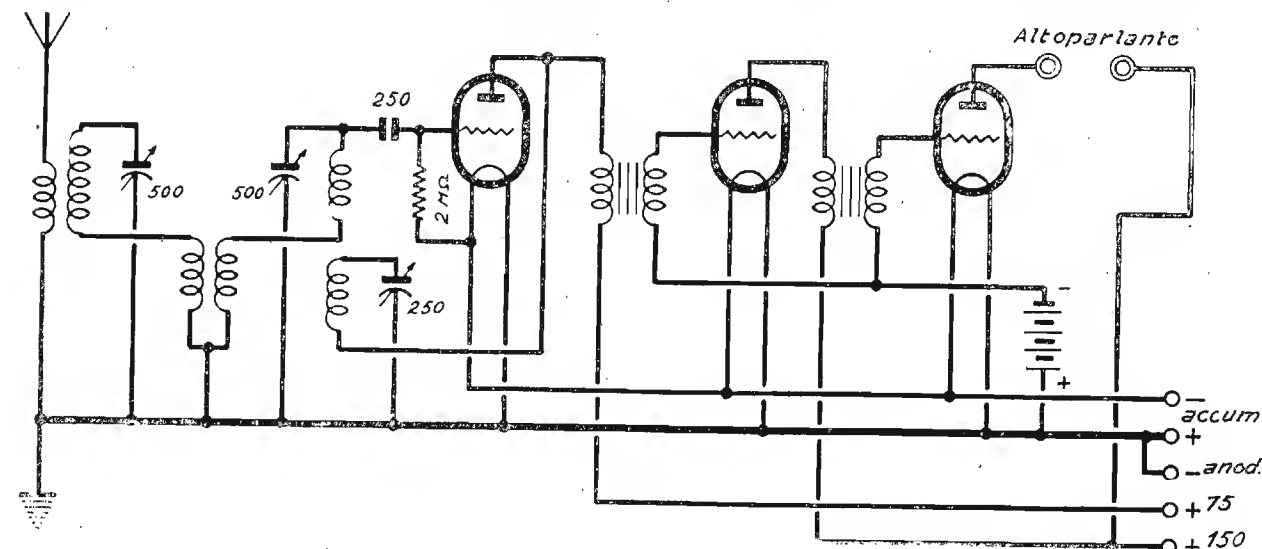 Altoparlante
250
500
500
2 MΩ
250
-
+
-
accum.
+
- anod.
+ 75
+ 150